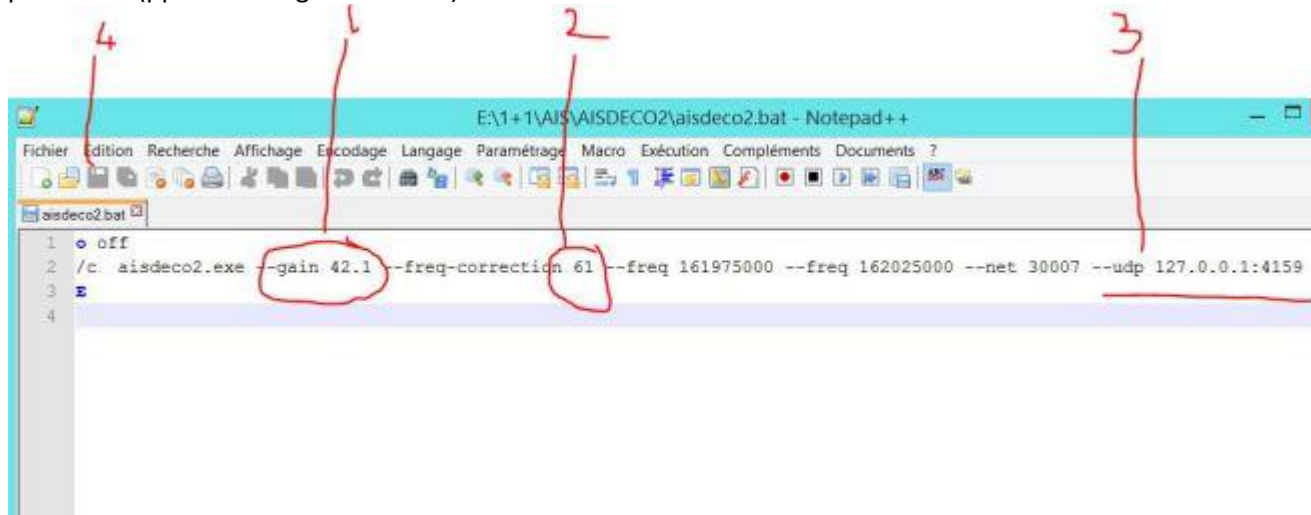 4 1 2 3
E:\1+1\AIS\AISDECO2\aisdeco2.bat - Notepad++
Fichier Edition Recherche Affichage Encodage Langage Paramétrage Macro Exécution Compléments Documents ?
aisdeco2.bat
1 o off
2 /c aisdeco2.exe --gain 42.1 --freq-correction 61 --freq 161975000 --freq 162025000 --net 30007 --udp 127.0.0.1:4159
3 E
4